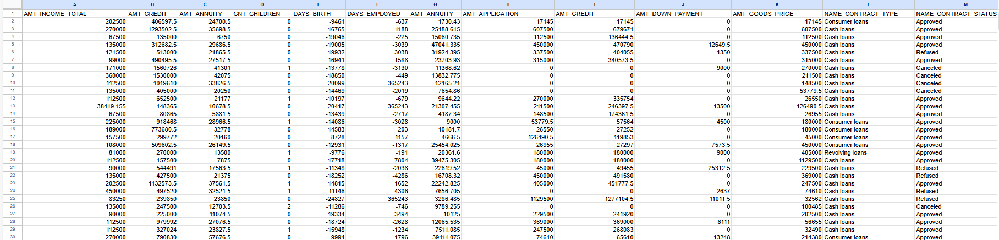 A B C D E F G H I J K L M
1 AMT_INCOME_TOTAL AMT_CREDIT AMT_ANNUITY CNT_CHILDREN DAYS_BIRTH DAYS_EMPLOYED AMT_ANNUITY AMT_APPLICATION AMT_CREDIT AMT_DOWN_PAYMENT AMT_GOODS_PRICE NAME_CONTRACT_TYPE NAME_CONTRACT_STATUS
2 202500 406597.5 24700.5 0 -9461 -637 1730.43 17145 17145 0 17145 Consumer loans Approved
3 270000 1293502.5 35698.5 0 -16765 -1188 25188.615 607500 679671 0 607500 Cash loans Approved
4 67500 135000 6750 0 -19046 -225 15060.735 112500 136444.5 0 112500 Cash loans Approved
5 135000 312682.5 29686.5 0 -19005 -3039 47041.335 450000 470790 12649.5 450000 Cash loans Approved
6 121500 513000 21865.5 0 -19932 -3038 31924.395 337500 404055 1350 337500 Cash loans Refused
7 99000 490495.5 27517.5 0 -16941 -1588 23703.93 315000 340573.5 0 315000 Cash loans Approved
8 171000 1560726 41301 1 -13778 -3130 11368.62 0 0 9000 270000 Cash loans Canceled
9 360000 1530000 42075 0 -18850 -449 13832.775 0 0 0 211500 Cash loans Canceled
10 112500 1019610 33826.5 0 -20099 365243 12165.21 0 0 0 148500 Cash loans Canceled
11 135000 405000 20250 0 -14469 -2019 7654.86 0 0 0 53779.5 Cash loans Canceled
12 112500 652500 21177 1 -10197 -679 9644.22 270000 335754 0 26550 Cash loans Approved
13 38419.155 148365 10678.5 0 -20417 365243 21307.455 211500 246397.5 13500 126490.5 Cash loans Approved
14 67500 80865 5881.5 0 -13439 -2717 4187.34 148500 174361.5 0 26955 Cash loans Approved
15 225000 918468 28966.5 1 -14086 -3028 9000 53779.5 57564 4500 180000 Consumer loans Approved
16 189000 773680.5 32778 0 -14583 -203 10181.7 26550 27252 0 180000 Consumer loans Approved
17 157500 299772 20160 0 -8728 -1157 4666.5 126490.5 119853 0 45000 Consumer loans Approved
18 108000 509602.5 26149.5 0 -12931 -1317 25454.025 26955 27297 7573.5 450000 Consumer loans Approved
19 81000 270000 13500 1 -9776 -191 20361.6 180000 180000 9000 405000 Revolving loans Approved
20 112500 157500 7875 0 -17718 -7804 39475.305 180000 180000 0 1129500 Cash loans Approved
21 90000 544491 17563.5 1 -11348 -2038 22619.52 45000 49455 25312.5 229500 Cash loans Refused
22 135000 427500 21375 0 -18252 -4286 16708.32 450000 491580 0 369000 Cash loans Refused
23 202500 1132573.5 37561.5 1 -14815 -1652 22242.825 405000 451777.5 0 247500 Cash loans Approved
24 450000 497520 32521.5 1 -11146 -4306 7656.705 0 0 2637 74610 Cash loans Refused
25 83250 239850 23850 0 -24827 365243 3286.485 1129500 1277104.5 11011.5 32562 Cash loans Refused
26 135000 247500 12703.5 2 -11286 -746 9789.255 0 0 0 100485 Cash loans Canceled
27 90000 225000 11074.5 0 -19334 -3494 10125 229500 241920 0 202500 Cash loans Approved
28 112500 979992 27076.5 0 -18724 -2628 12065.535 369000 369000 6111 56655 Cash loans Approved
29 112500 327024 23827.5 1 -15948 -1234 7511.085 247500 268083 0 32490 Cash loans Approved
30 270000 790830 57676.5 0 -9994 -1796 39111.075 74610 65610 13248 214380 Consumer loans Approved